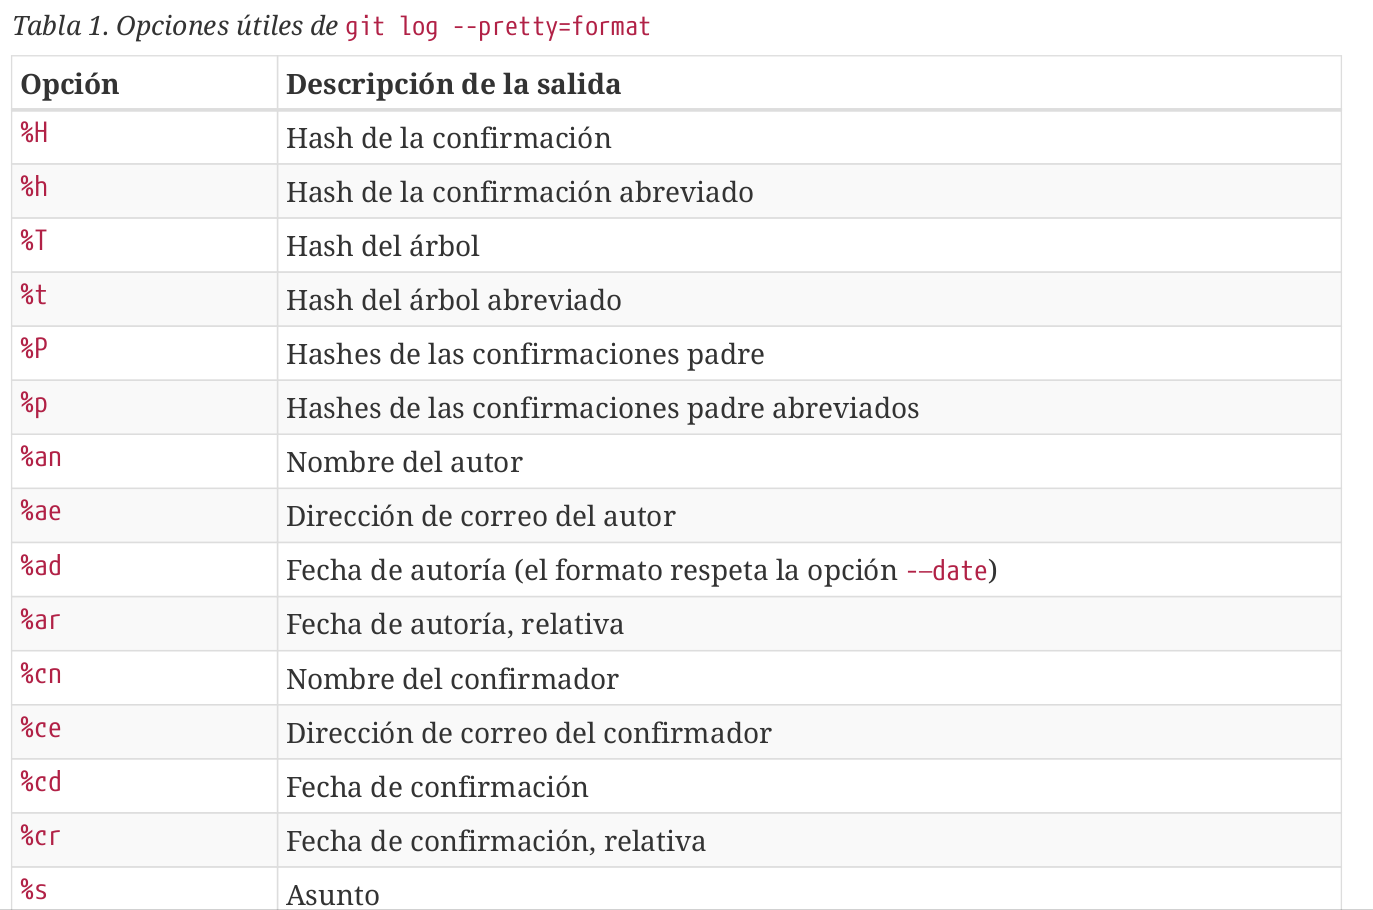 Tabla 1. Opciones útiles de git log --pretty=format
Opción Descripción de la salida
%H Hash de la confirmación
%h Hash de la confirmación abreviado
%T Hash del árbol
%t Hash del árbol abreviado
%P Hashes de las confirmaciones padre
%p Hashes de las confirmaciones padre abreviados
%an Nombre del autor
%ae Dirección de correo del autor
%ad Fecha de autoría (el formato respeta la opción -–date)
%ar Fecha de autoría, relativa
%cn Nombre del confirmador
%ce Dirección de correo del confirmador
%cd Fecha de confirmación
%cr Fecha de confirmación, relativa
%s Asunto